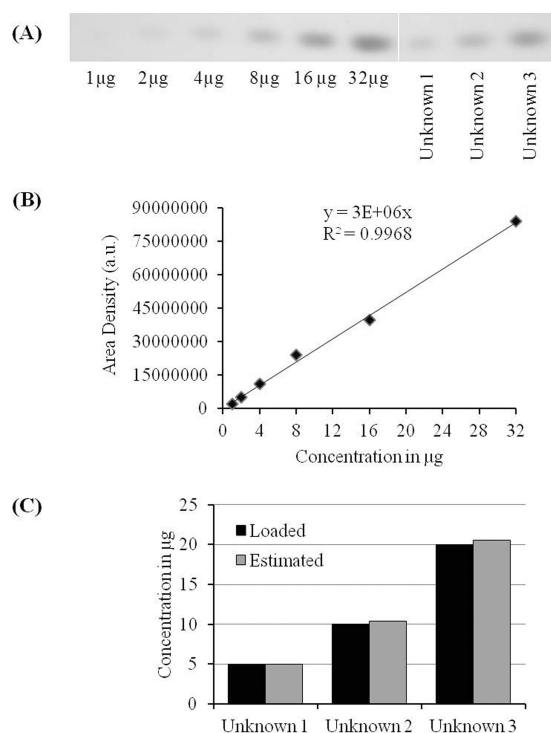 (A)
1µg 2µg 4µg 8µg 16 µg 32µg
Unknown 1
Unknown 2
Unknown 3
(B)
Area Density (a.u.)
90000000
75000000
60000000
45000000
30000000
15000000
0
y = 3E+06x
R² = 0.9968
0 4 8 12 16 20 24 28 32
Concentration in µg
(C)
Concentration in µg
25
20
15
10
5
0
Loaded
Estimated
Unknown 1 Unknown 2 Unknown 3